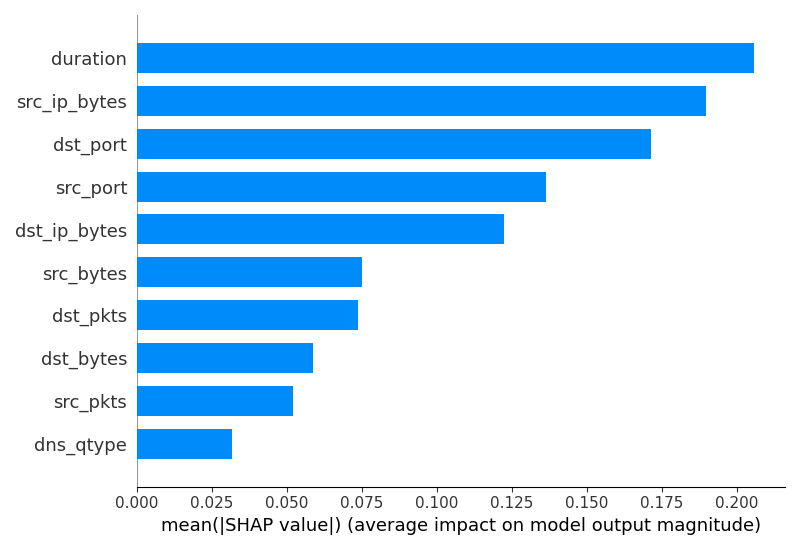 duration
src_ip_bytes
dst_port
src_port
dst_ip_bytes
src_bytes
dst_pkts
dst_bytes
src_pkts
dns_qtype
0.000 0.025 0.050 0.075 0.100 0.125 0.150 0.175 0.200
mean(|SHAP value|) (average impact on model output magnitude)